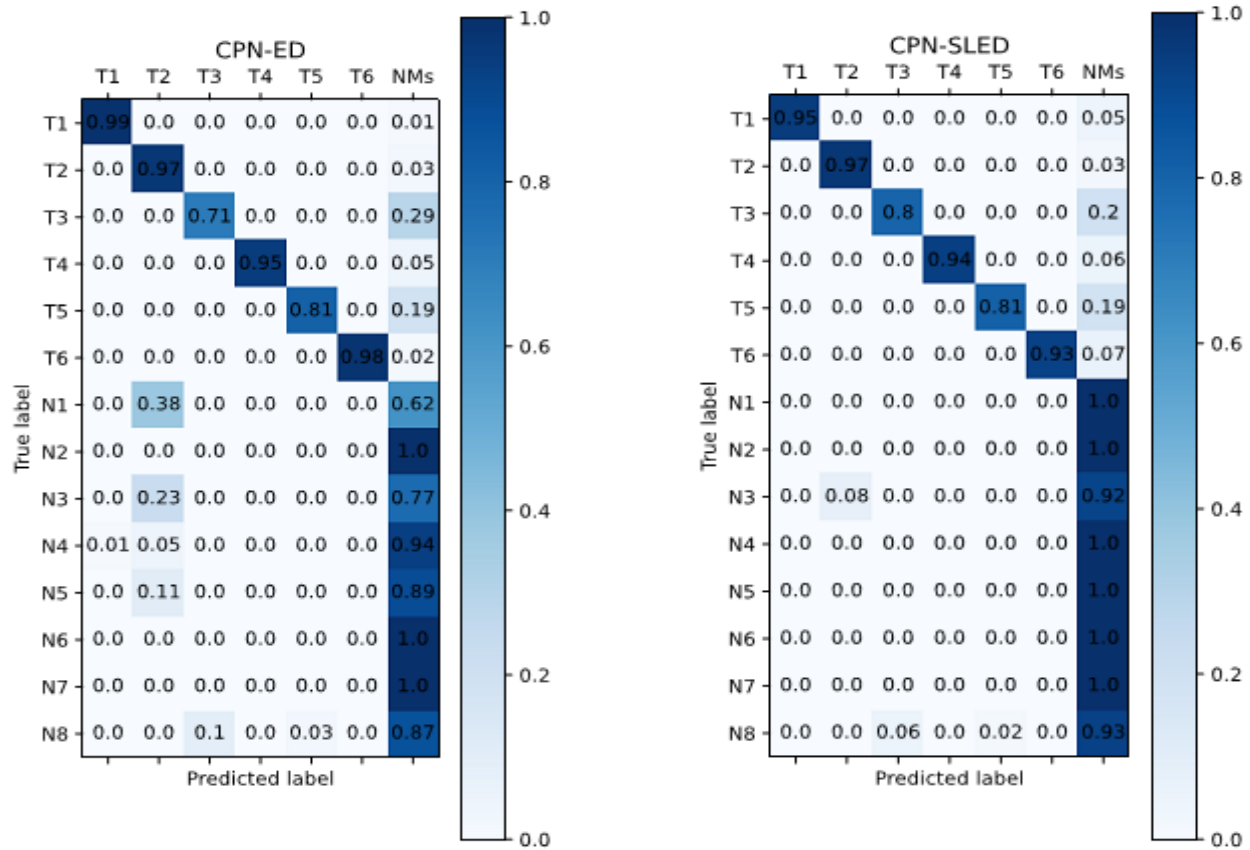 CPN-ED
T1 T2 T3 T4 T5 T6 NMs
T1 0.99 0.0 0.0 0.0 0.0 0.0 0.01
T2 0.0 0.97 0.0 0.0 0.0 0.0 0.03
T3 0.0 0.0 0.71 0.0 0.0 0.0 0.29
T4 0.0 0.0 0.0 0.95 0.0 0.0 0.05
T5 0.0 0.0 0.0 0.0 0.81 0.0 0.19
T6 0.0 0.0 0.0 0.0 0.0 0.98 0.02
N1 0.0 0.38 0.0 0.0 0.0 0.0 0.62
N2 0.0 0.0 0.0 0.0 0.0 0.0 1.0
N3 0.0 0.23 0.0 0.0 0.0 0.0 0.77
N4 0.01 0.05 0.0 0.0 0.0 0.0 0.94
N5 0.0 0.11 0.0 0.0 0.0 0.0 0.89
N6 0.0 0.0 0.0 0.0 0.0 0.0 1.0
N7 0.0 0.0 0.0 0.0 0.0 0.0 1.0
N8 0.0 0.0 0.1 0.0 0.03 0.0 0.87
True label
Predicted label
1.0
0.8
0.6
0.4
0.2
0.0
CPN-SLED
T1 T2 T3 T4 T5 T6 NMs
T1 0.95 0.0 0.0 0.0 0.0 0.0 0.05
T2 0.0 0.97 0.0 0.0 0.0 0.0 0.03
T3 0.0 0.0 0.8 0.0 0.0 0.0 0.2
T4 0.0 0.0 0.0 0.94 0.0 0.0 0.06
T5 0.0 0.0 0.0 0.0 0.81 0.0 0.19
T6 0.0 0.0 0.0 0.0 0.0 0.93 0.07
N1 0.0 0.0 0.0 0.0 0.0 0.0 1.0
N2 0.0 0.0 0.0 0.0 0.0 0.0 1.0
N3 0.0 0.08 0.0 0.0 0.0 0.0 0.92
N4 0.0 0.0 0.0 0.0 0.0 0.0 1.0
N5 0.0 0.0 0.0 0.0 0.0 0.0 1.0
N6 0.0 0.0 0.0 0.0 0.0 0.0 1.0
N7 0.0 0.0 0.0 0.0 0.0 0.0 1.0
N8 0.0 0.0 0.06 0.0 0.02 0.0 0.93
True label
Predicted label
1.0
0.8
0.6
0.4
0.2
0.0